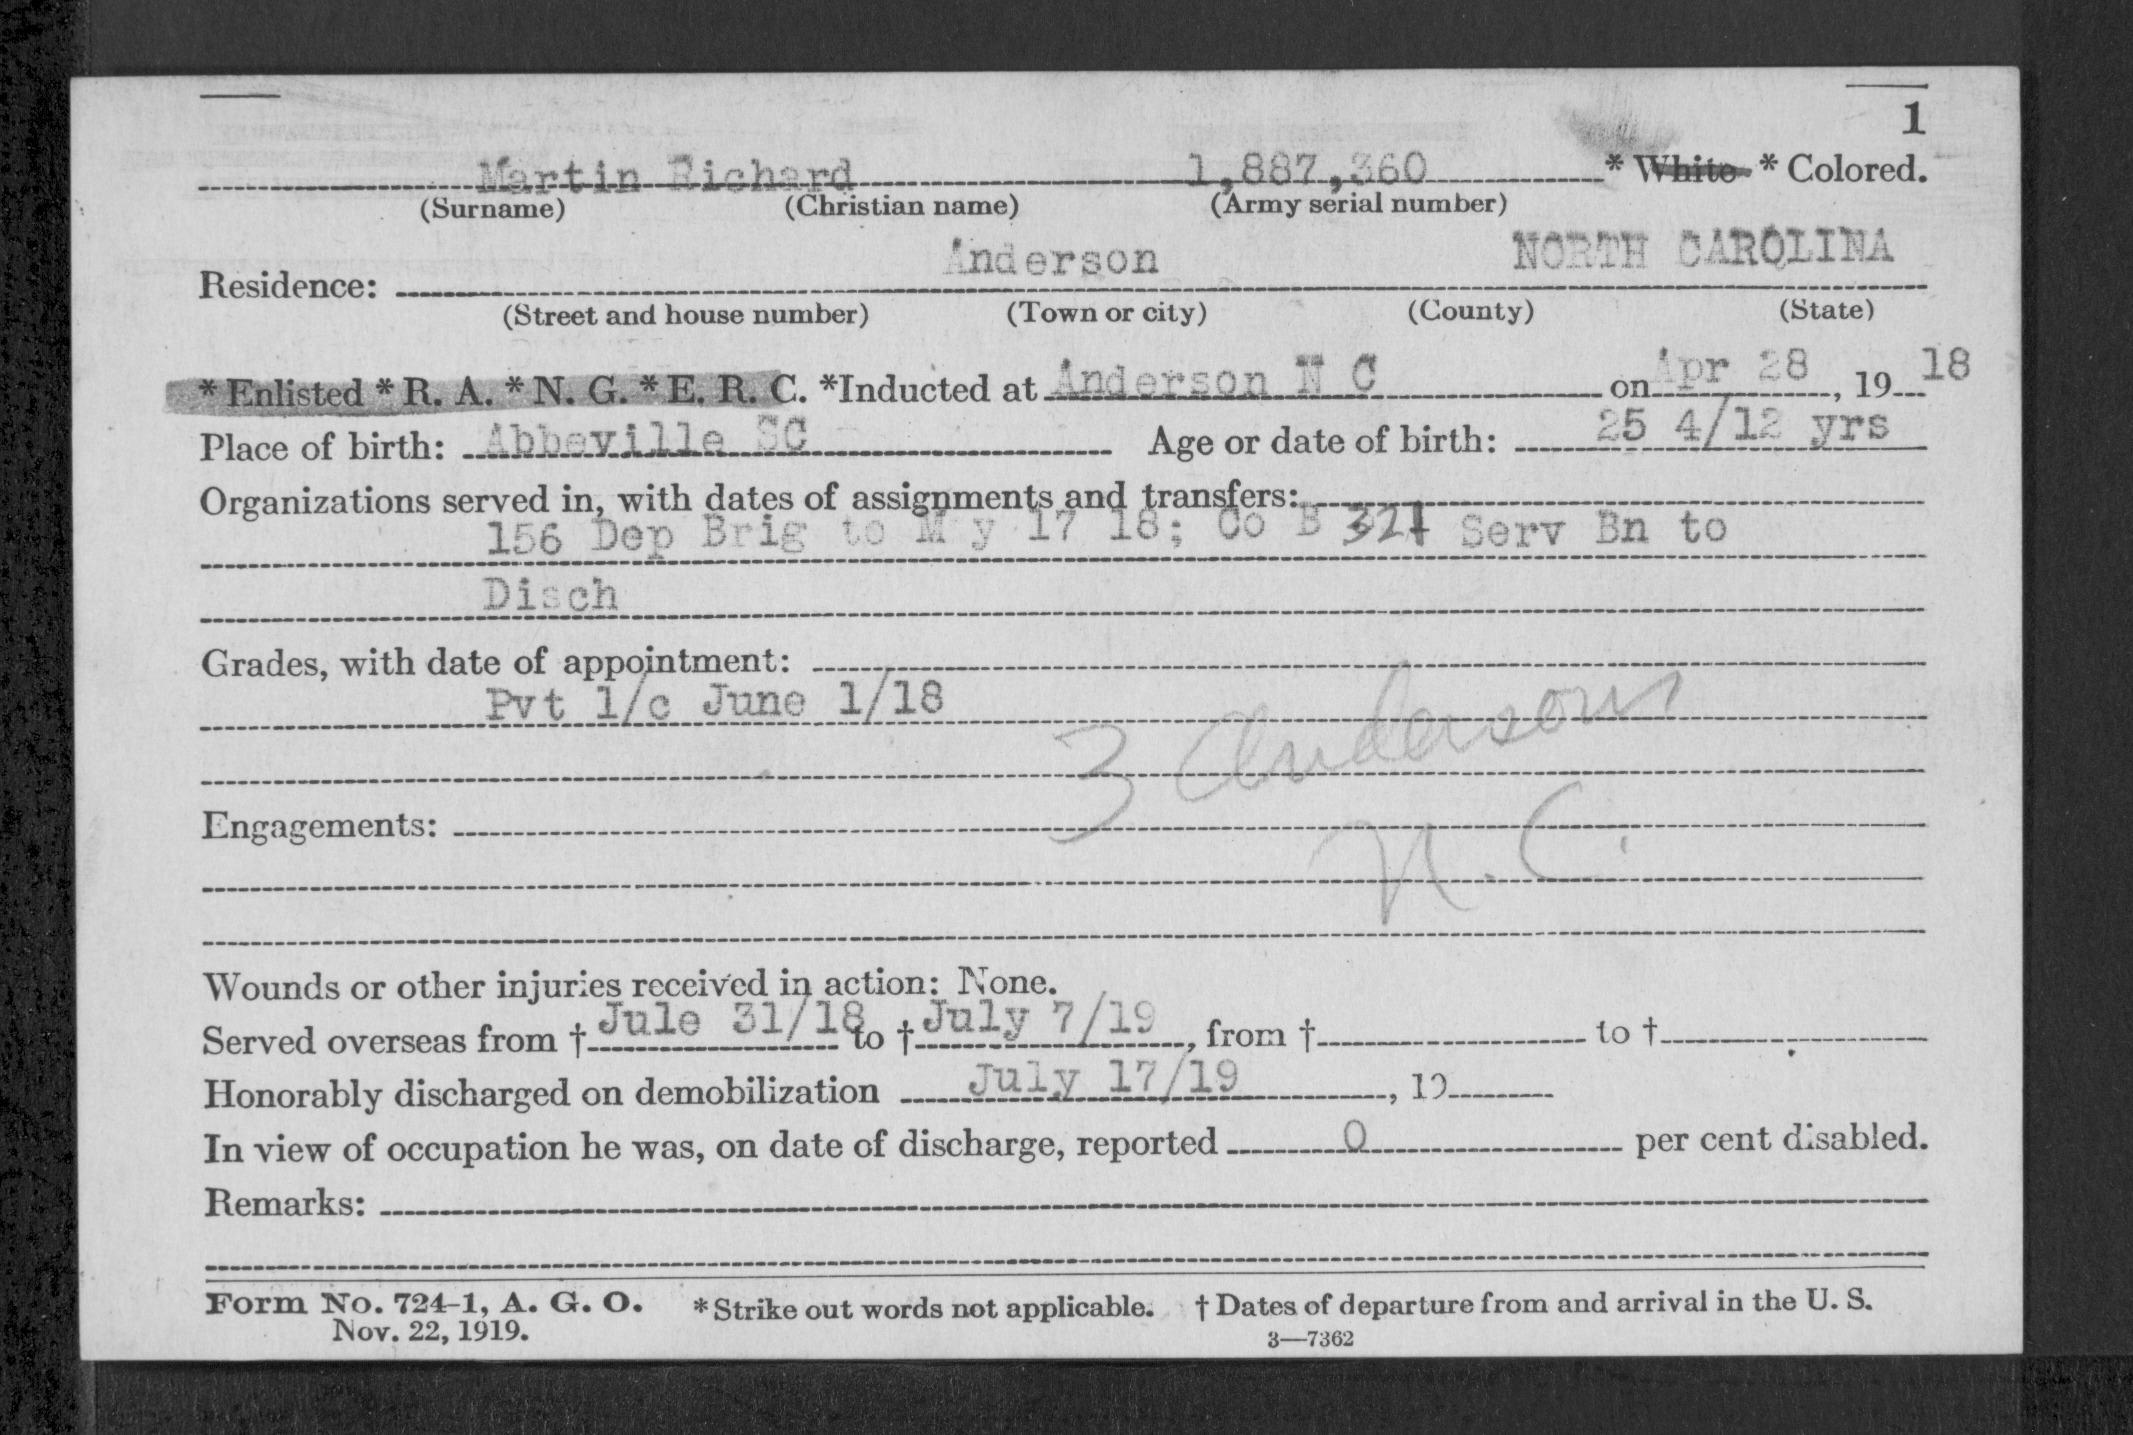 1
Martin Richard 1,887,360 * White * Colored.
(Surname) (Christian name) (Army serial number)
Anderson NORTH CAROLINA
Residence:
(Street and house number) (Town or city) (County) (State)
* Enlisted * R. A. * N. G. * E. R. C. *Inducted at Anderson N C on Apr 28, 19 18
Place of birth: Abbeville SC Age or date of birth: 25 4/12 yrs
Organizations served in, with dates of assignments and transfers:
156 Dep Brig to M y 17 18; Co B 321 Serv Bn to
Disch
Grades, with date of appointment:
Pvt 1/c June 1/18
3 Anderson
N. C.
Engagements:
Wounds or other injuries received in action: None.
Served overseas from † Jule 31/18 to † July 7/19, from † to †
Honorably discharged on demobilization July 17/19, 19
In view of occupation he was, on date of discharge, reported 0 per cent disabled.
Remarks:
Form No. 724-1, A. G. O. * Strike out words not applicable. † Dates of departure from and arrival in the U. S.
Nov. 22, 1919. 3—7362